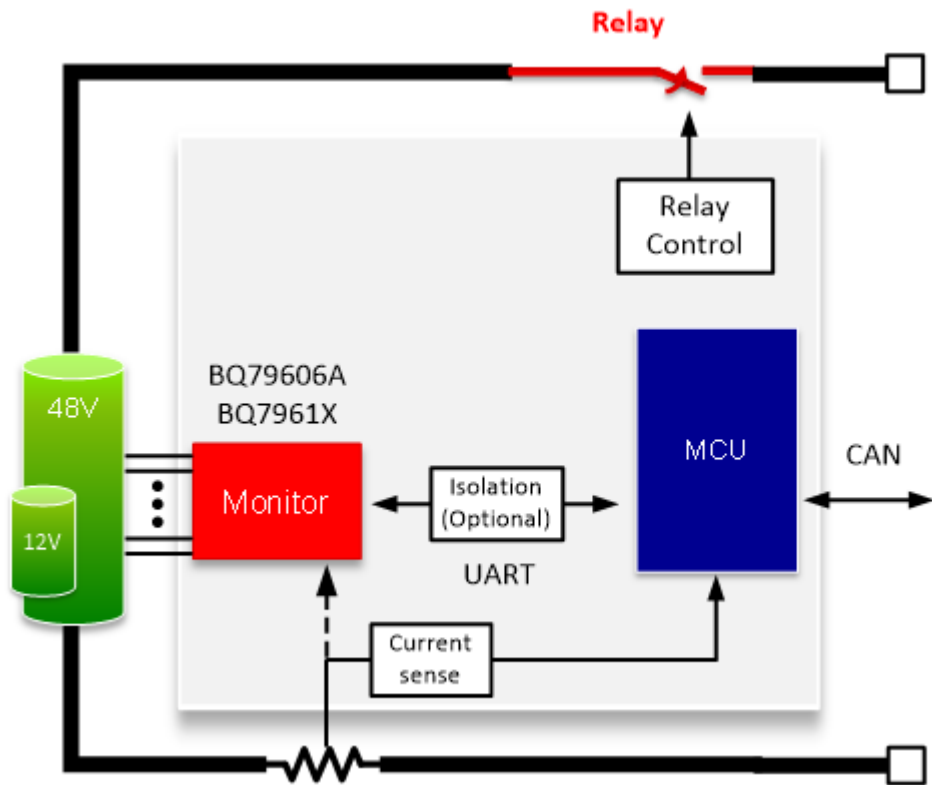 Relay
Relay
Control
BQ79606A
BQ7961X
48V
12V
Monitor
Isolation
(Optional)
UART
MCU
CAN
Current
sense